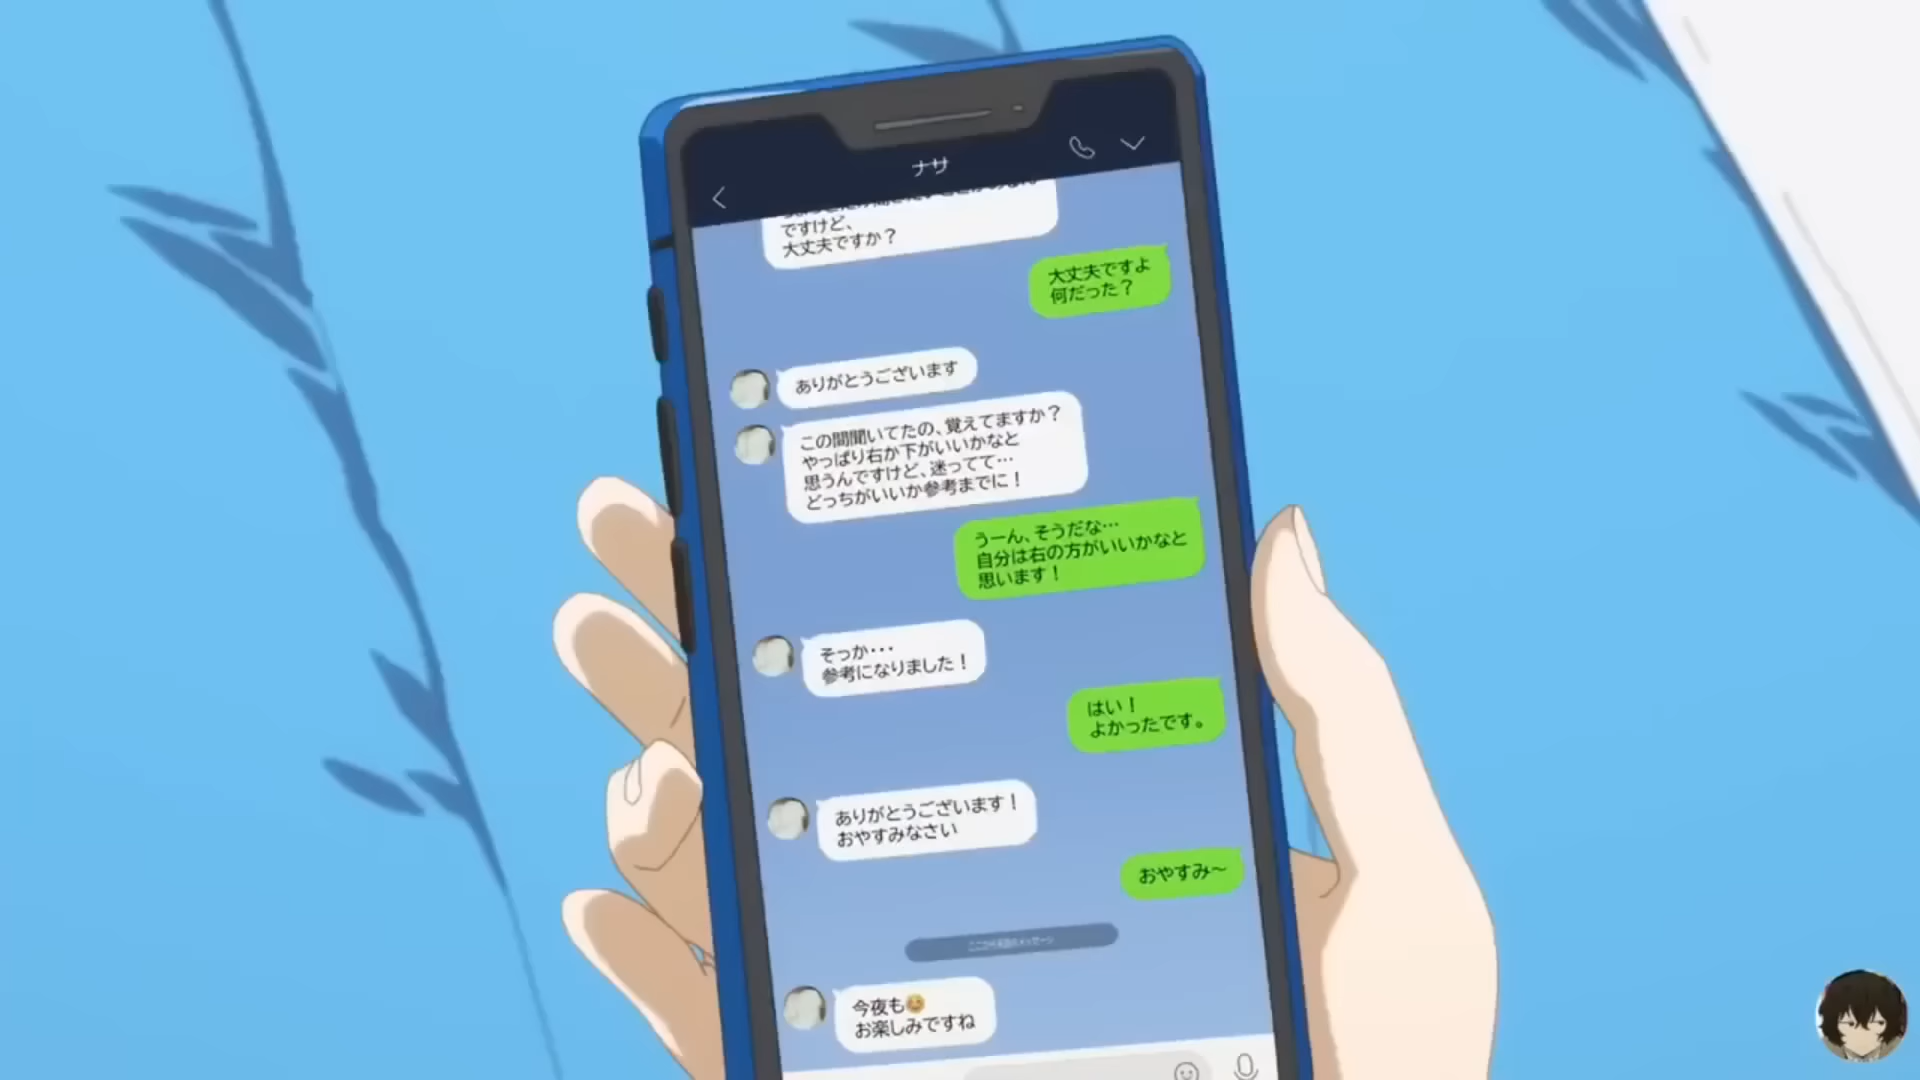 ナサ
ですけど、
大丈夫ですか？
大丈夫ですよ
何だった？
ありがとうございます
この間聞いてたの、覚えてますか？
やっぱり右か下がいいかなと
思うんですけど、迷ってて…
どっちがいいか参考までに！
うーん、そうだな…
自分は右の方がいいかなと
思います！
そっか･･･
参考になりました！
はい！
よかったです。
ありがとうございます！
おやすみなさい
おやすみ～
今夜も😊
お楽しみですね